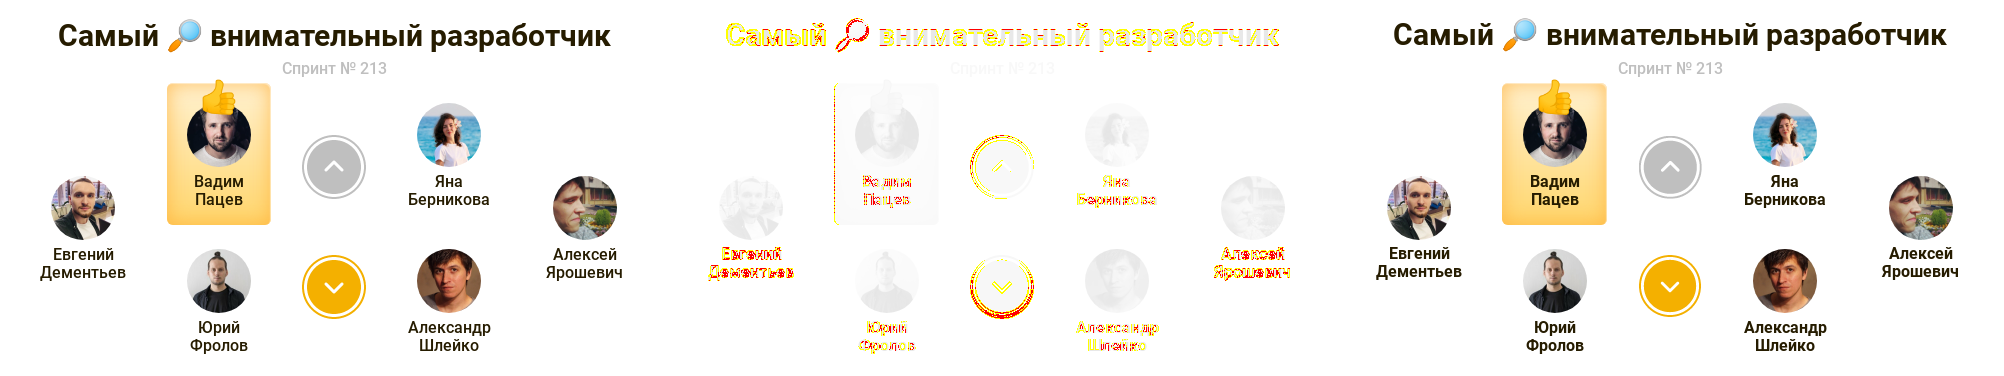 Самый 🔎 внимательный разработчик
Спринт № 213
Вадим
Пацев
Яна
Берникова
Евгений
Дементьев
Алексей
Ярошевич
Юрий
Фролов
Александр
Шлейко
Самый 🔎 внимательный разработчик
Спринт № 213
Вадим
Пацев
Яна
Берникова
Евгений
Дементьев
Алексей
Ярошевич
Юрий
Фролов
Александр
Шлейко
Самый 🔎 внимательный разработчик
Спринт № 213
Вадим
Пацев
Яна
Берникова
Евгений
Дементьев
Алексей
Ярошевич
Юрий
Фролов
Александр
Шлейко